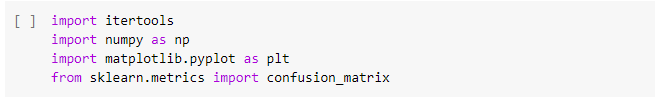 [ ] import itertools
import numpy as np
import matplotlib.pyplot as plt
from sklearn.metrics import confusion_matrix